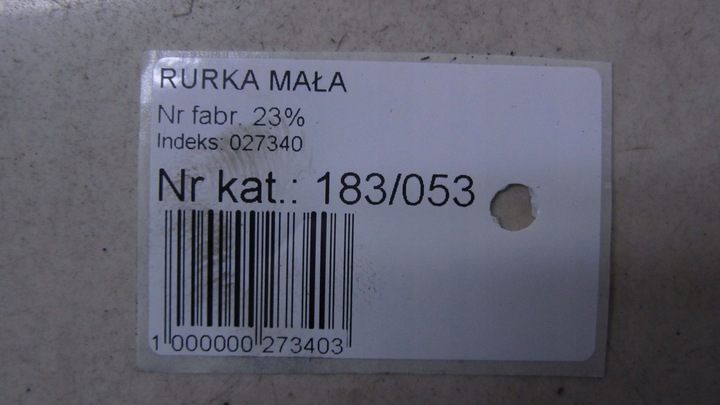 RURKA MAŁA
Nr fabr. 23%
Indeks: 027340
Nr kat.: 183/053
1 000000 273403